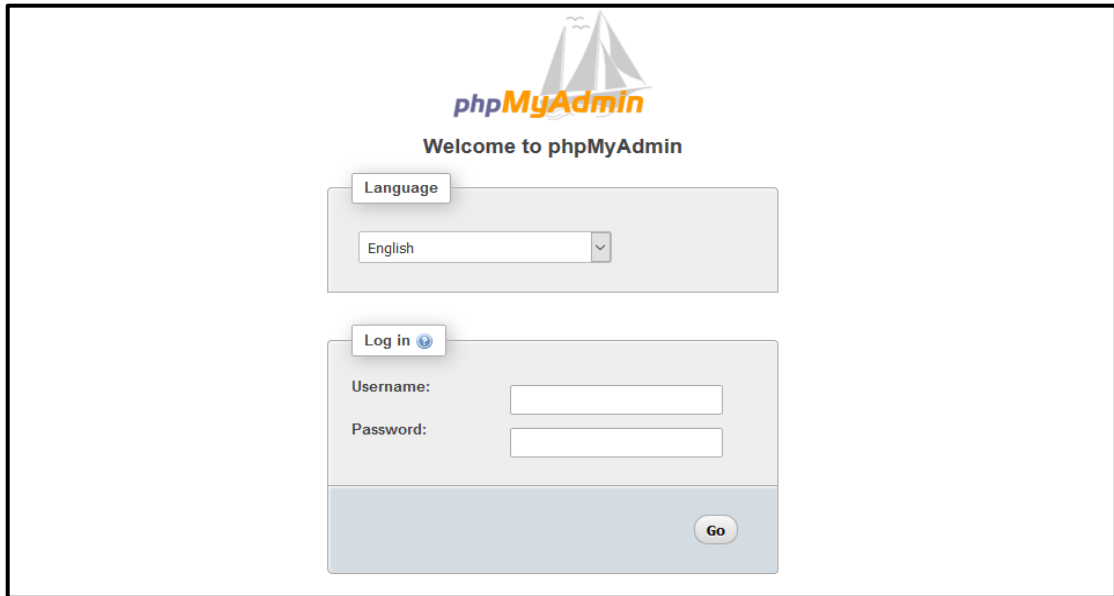 phpMyAdmin
Welcome to phpMyAdmin
Language
English
Log in
Username:
Password:
Go